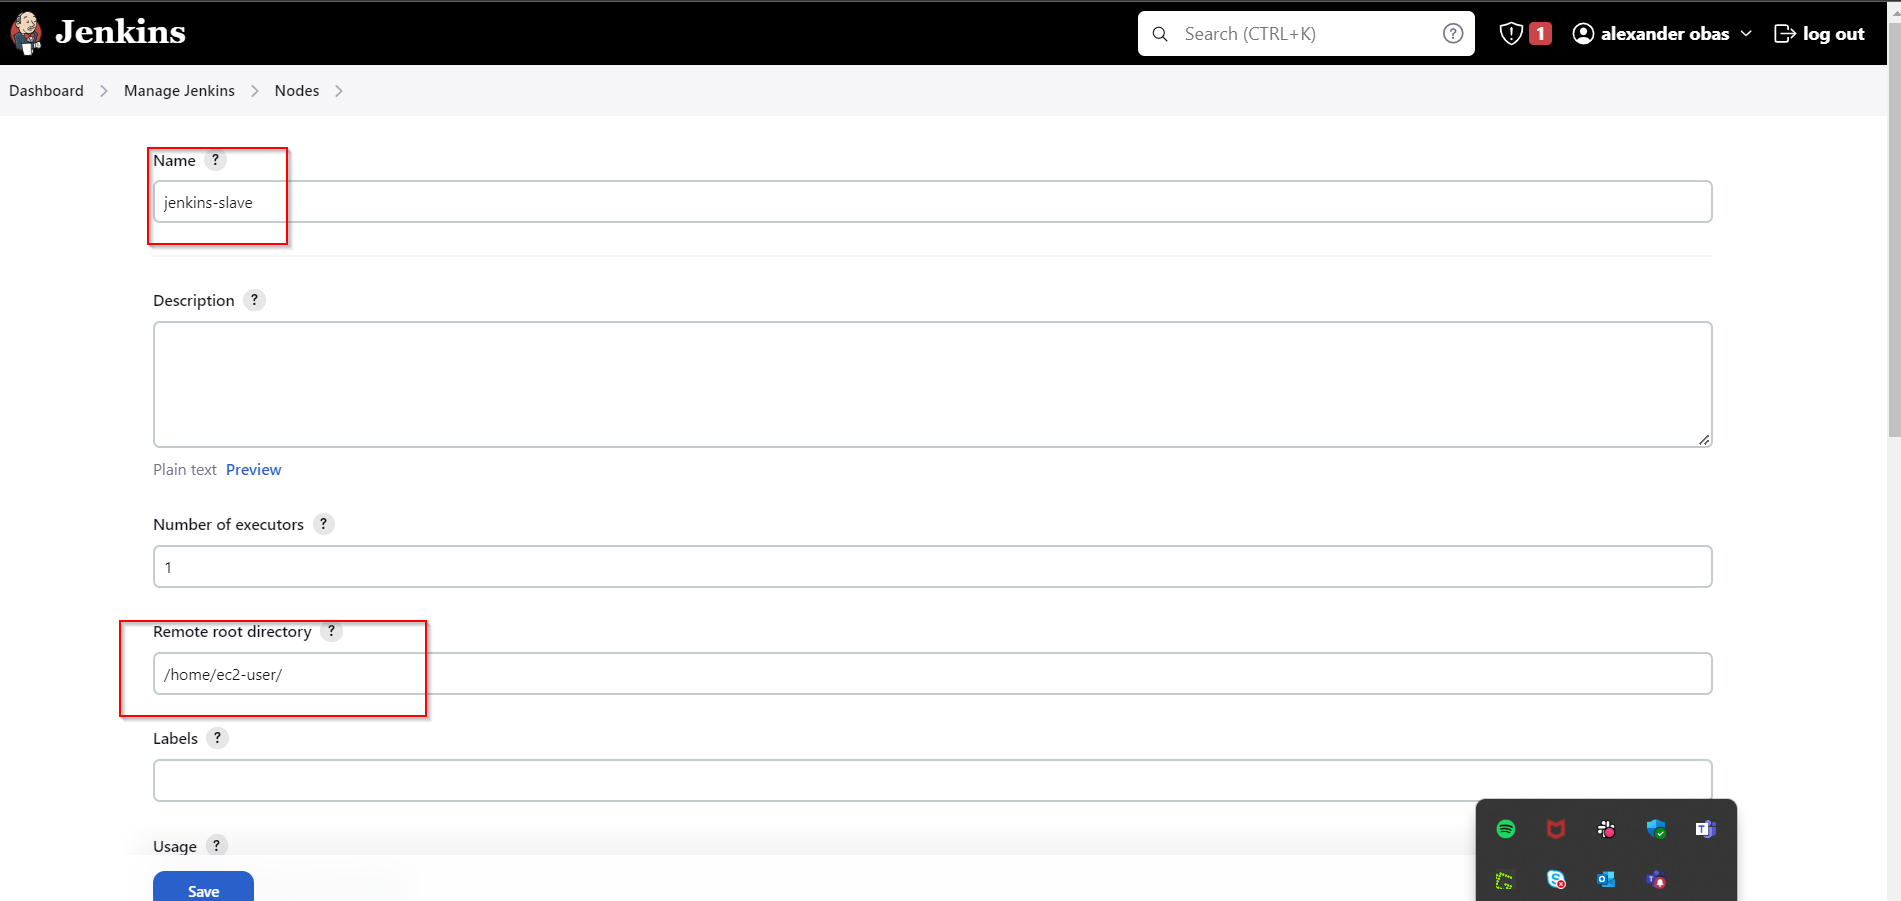 Jenkins
Search (CTRL+K) ?
1
alexander obas
log out
Dashboard > Manage Jenkins > Nodes >
Name ?
jenkins-slave
Description ?
Plain text Preview
Number of executors ?
1
Remote root directory ?
/home/ec2-user/
Labels ?
Usage ?
Save